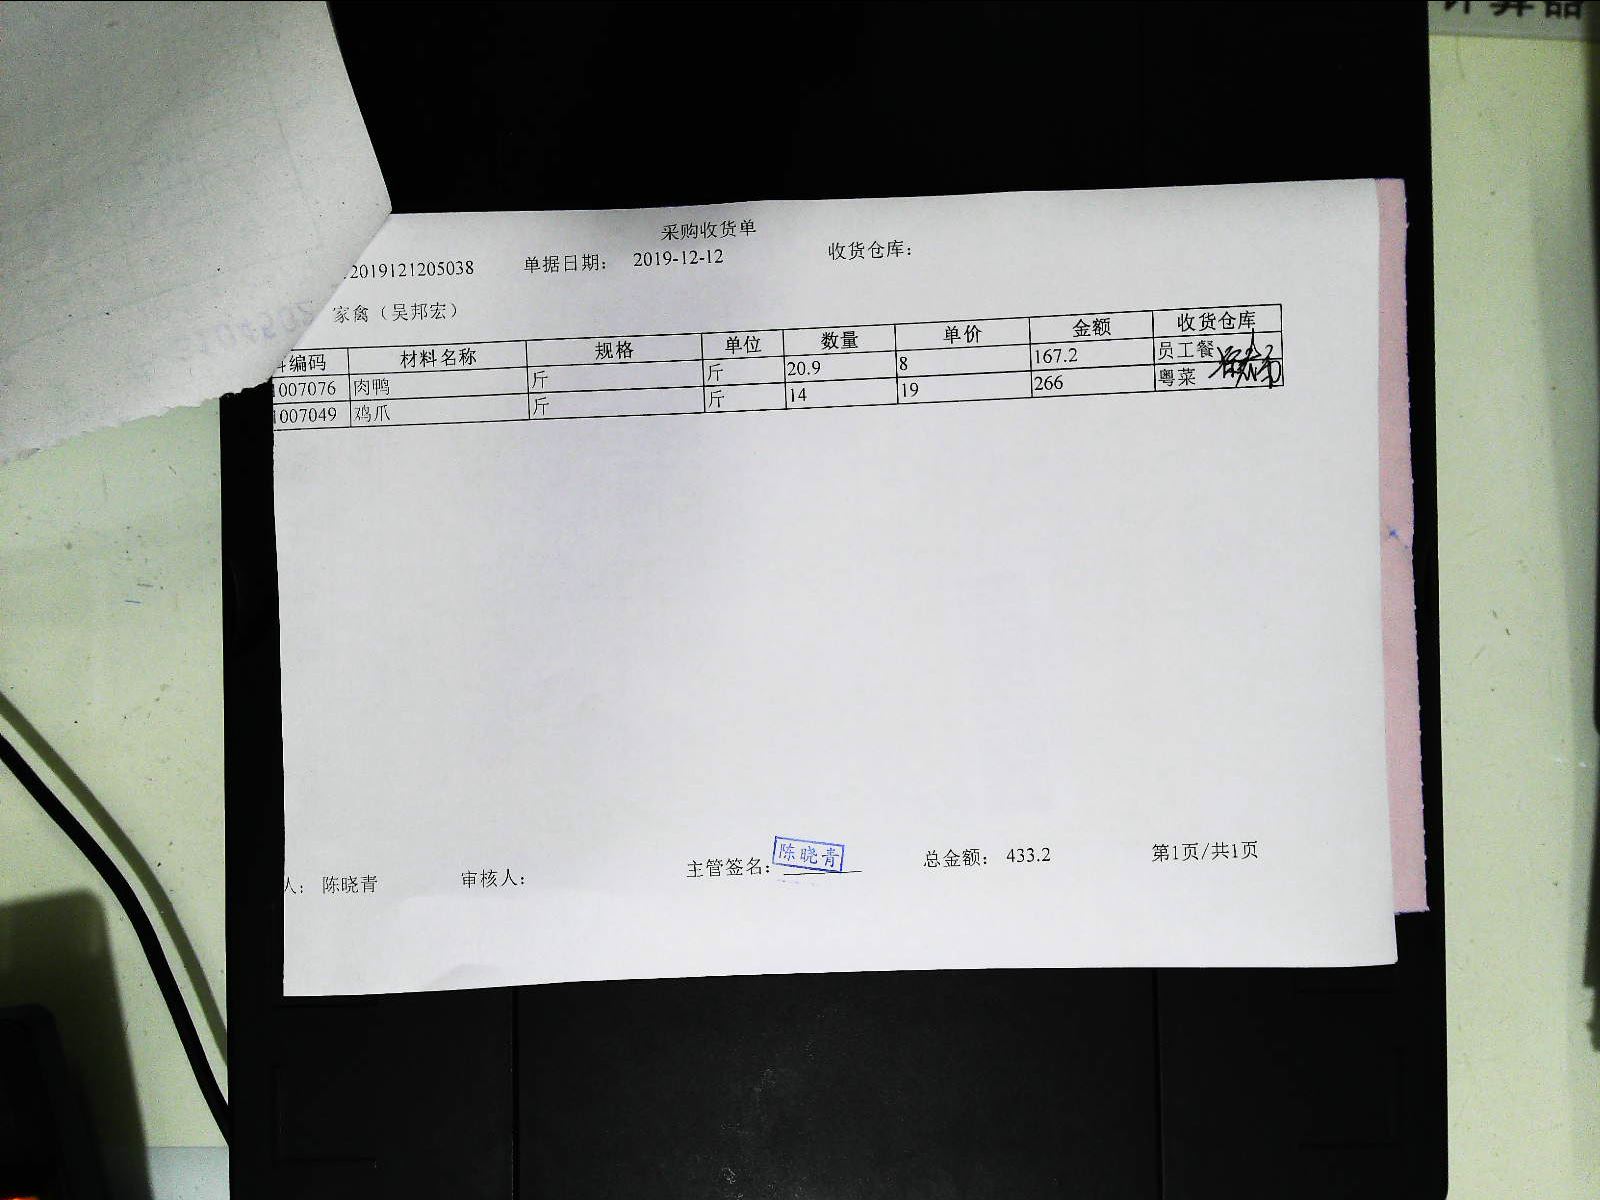 计算器
采购收货单
2019121205038 单据日期： 2019-12-12 收货仓库：
家禽（吴邦宏）
编码 材料名称 规格 单位 数量 单价 金额 收货仓库
1007076 肉鸭 斤 斤 20.9 8 167.2 员工餐
1007049 鸡爪 斤 斤 14 19 266 粤菜
人： 陈晓青 审核人： 主管签名： 陈晓青 总金额： 433.2 第1页/共1页